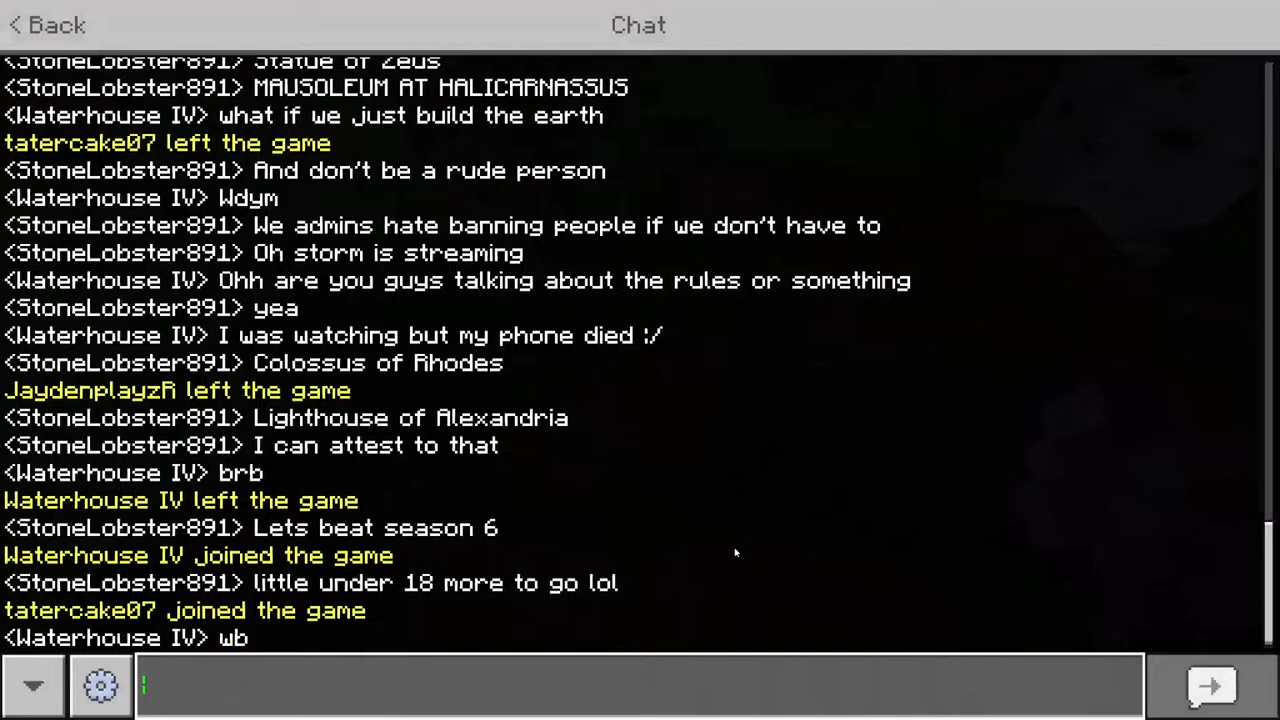 < Back
Chat
<StoneLobster891> Statue of Zeus
<StoneLobster891> MAUSOLEUM AT HALICARNASSUS
<Waterhouse IV> what if we just build the earth
tatercake07 left the game
<StoneLobster891> And don't be a rude person
<Waterhouse IV> Wdym
<StoneLobster891> We admins hate banning people if we don't have to
<StoneLobster891> Oh storm is streaming
<Waterhouse IV> Ohh are you guys talking about the rules or something
<StoneLobster891> yea
<Waterhouse IV> I was watching but my phone died :/
<StoneLobster891> Colossus of Rhodes
JaydenplayzR left the game
<StoneLobster891> Lighthouse of Alexandria
<StoneLobster891> I can attest to that
<Waterhouse IV> brb
Waterhouse IV left the game
<StoneLobster891> Lets beat season 6
Waterhouse IV joined the game
<StoneLobster891> little under 18 more to go lol
tatercake07 joined the game
<Waterhouse IV> wb